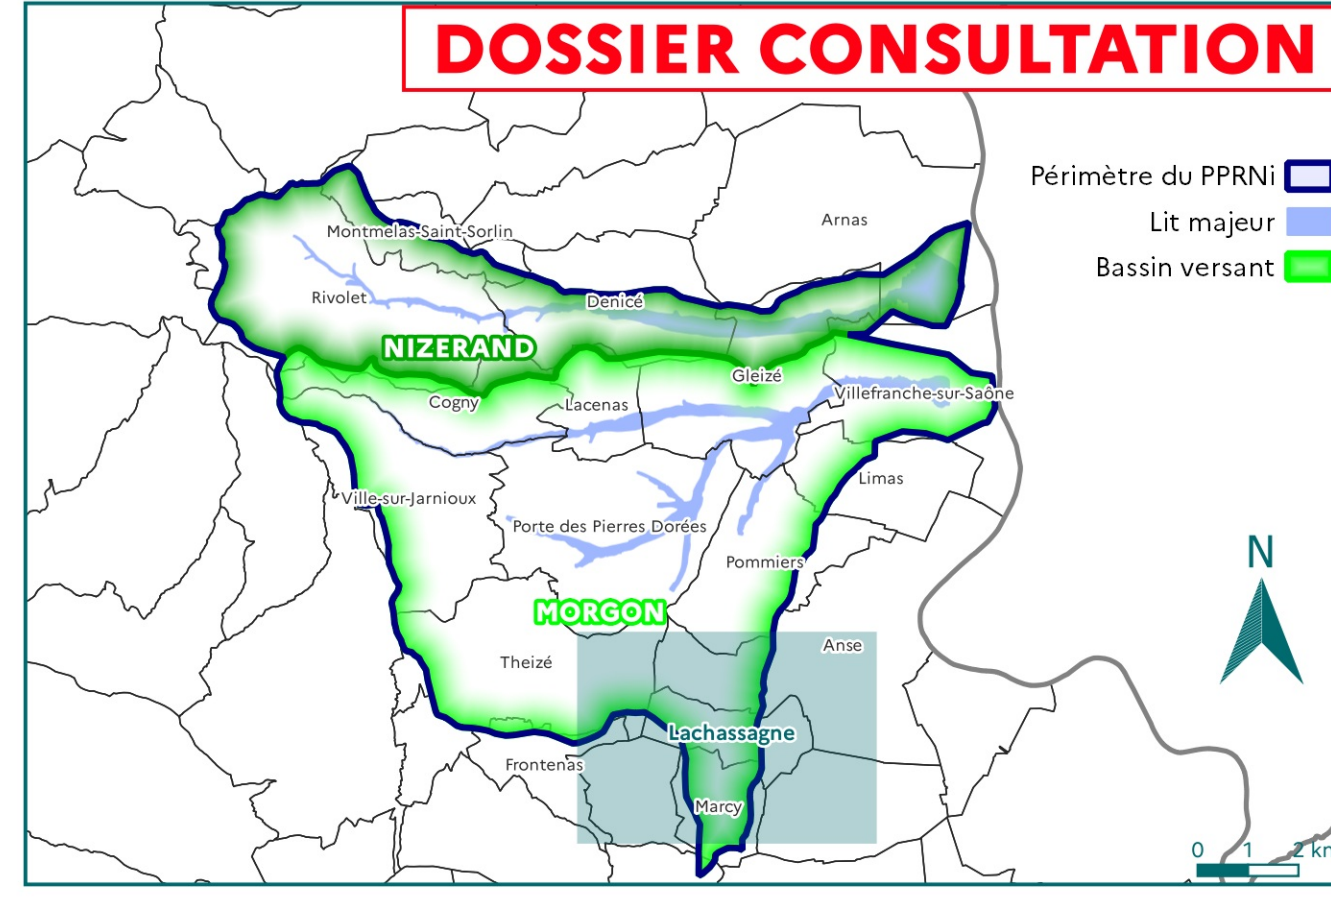 DOSSIER CONSULTATION
Périmètre du PPRNi
Lit majeur
Bassin versant
Arnas
Montmelas-Saint-Sorlin
Rivolet
Denicé
NIZERAND
Gleizé
Villefranche-sur-Saône
Cogny
Lacenas
Limas
Ville-sur-Jarnioux
Porte des Pierres Dorées
Pommiers
N
MORGON
Anse
Theizé
Lachassagne
Frontenas
Marcy
0 1 2 km